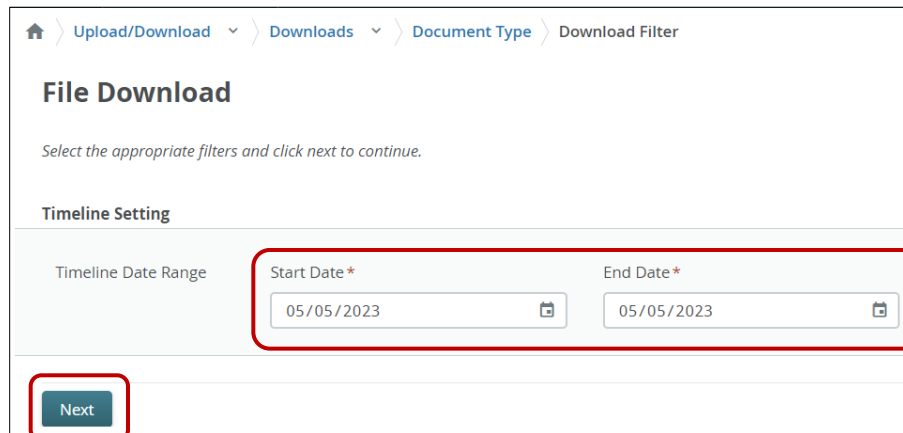 Upload/Download Downloads Document Type Download Filter
File Download
Select the appropriate filters and click next to continue.
Timeline Setting
Timeline Date Range Start Date* End Date*
05/05/2023 05/05/2023
Next